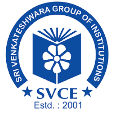 SRI VENKATESHWARA GROUP OF INSTITUTIONS
SVCE
Estd. : 2001